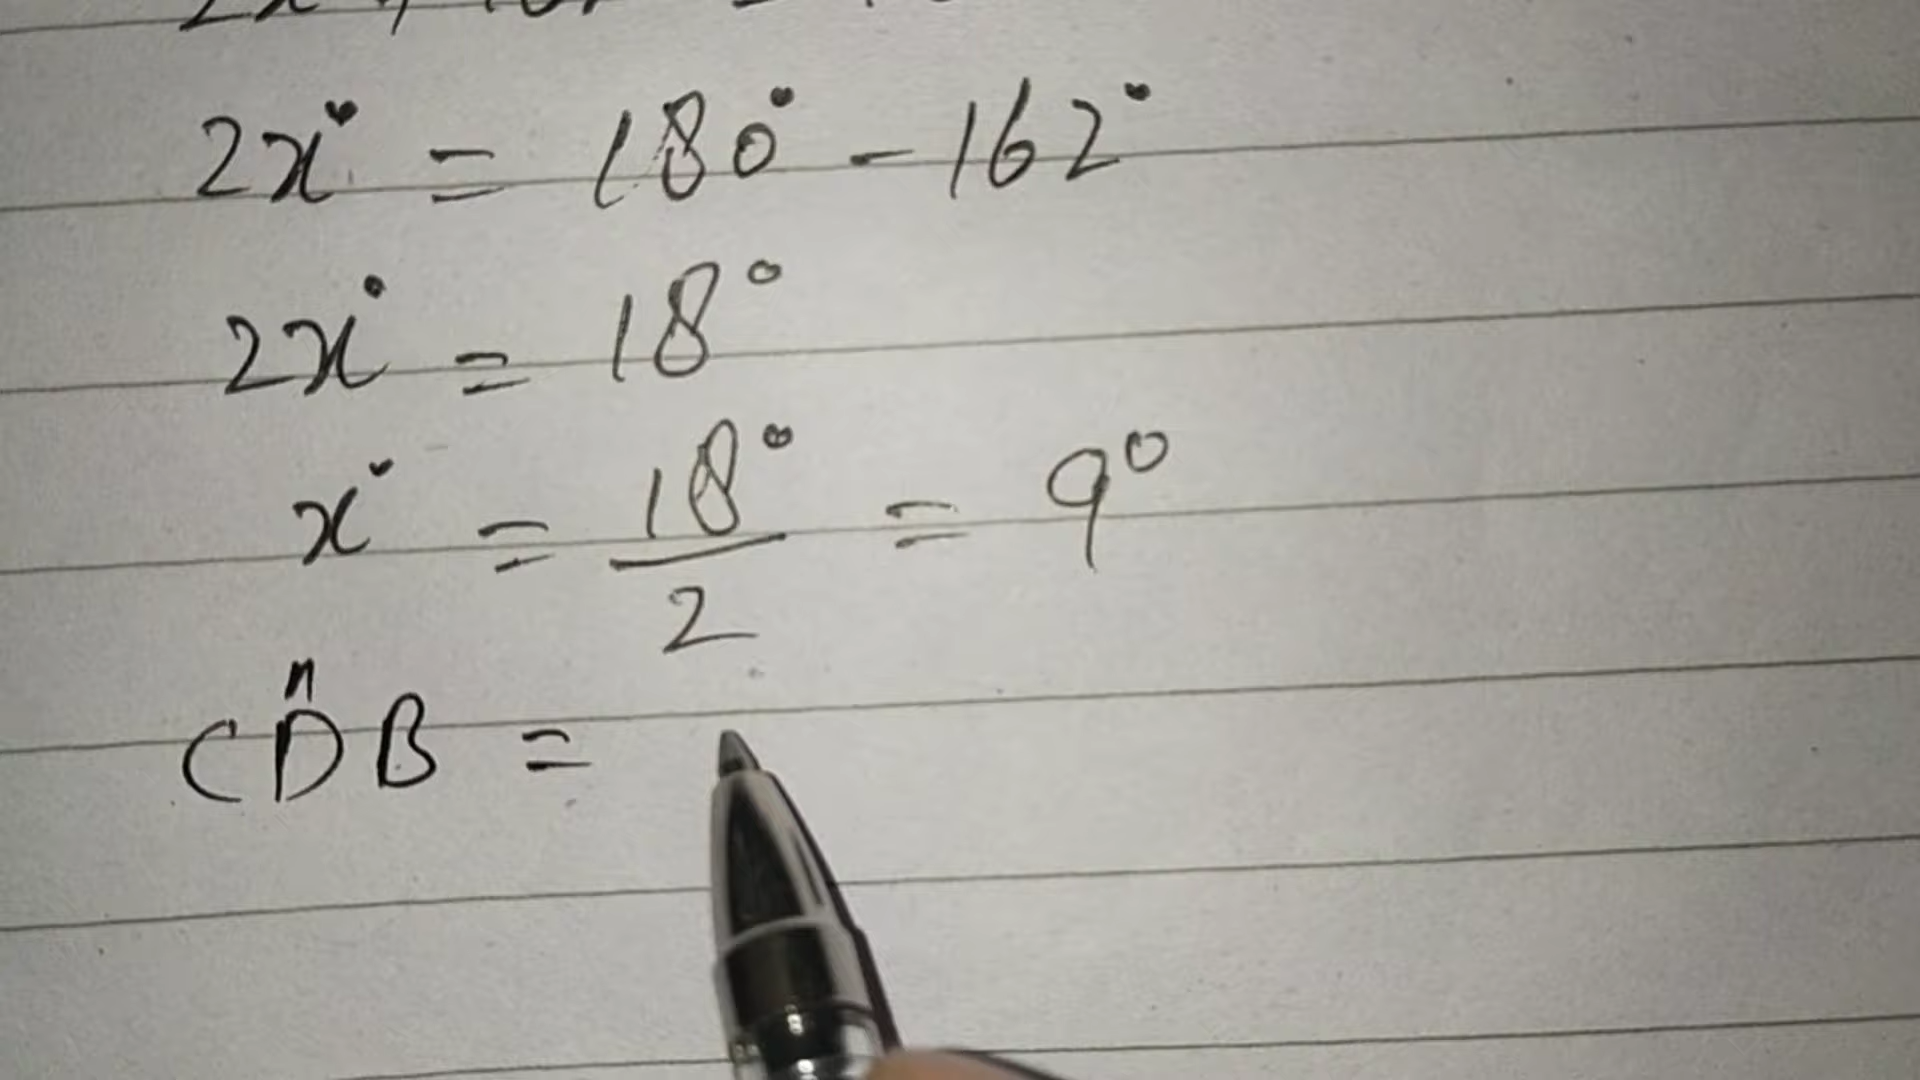 2x° = 180° - 162°
2x° = 18°
x° = 18°/2 = 9°
CD̂B =